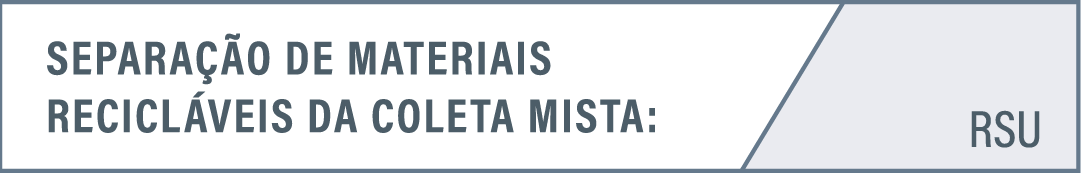 SEPARAÇÃO DE MATERIAIS
RECICLÁVEIS DA COLETA MISTA:
RSU